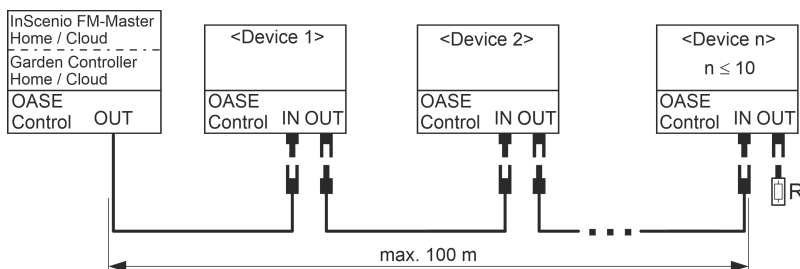 InScenio FM-Master
Home / Cloud
Garden Controller
Home / Cloud
OASE
Control OUT
<Device 1>
OASE
Control IN OUT
<Device 2>
OASE
Control IN OUT
<Device n>
n ≤ 10
OASE
Control IN OUT
R
max. 100 m